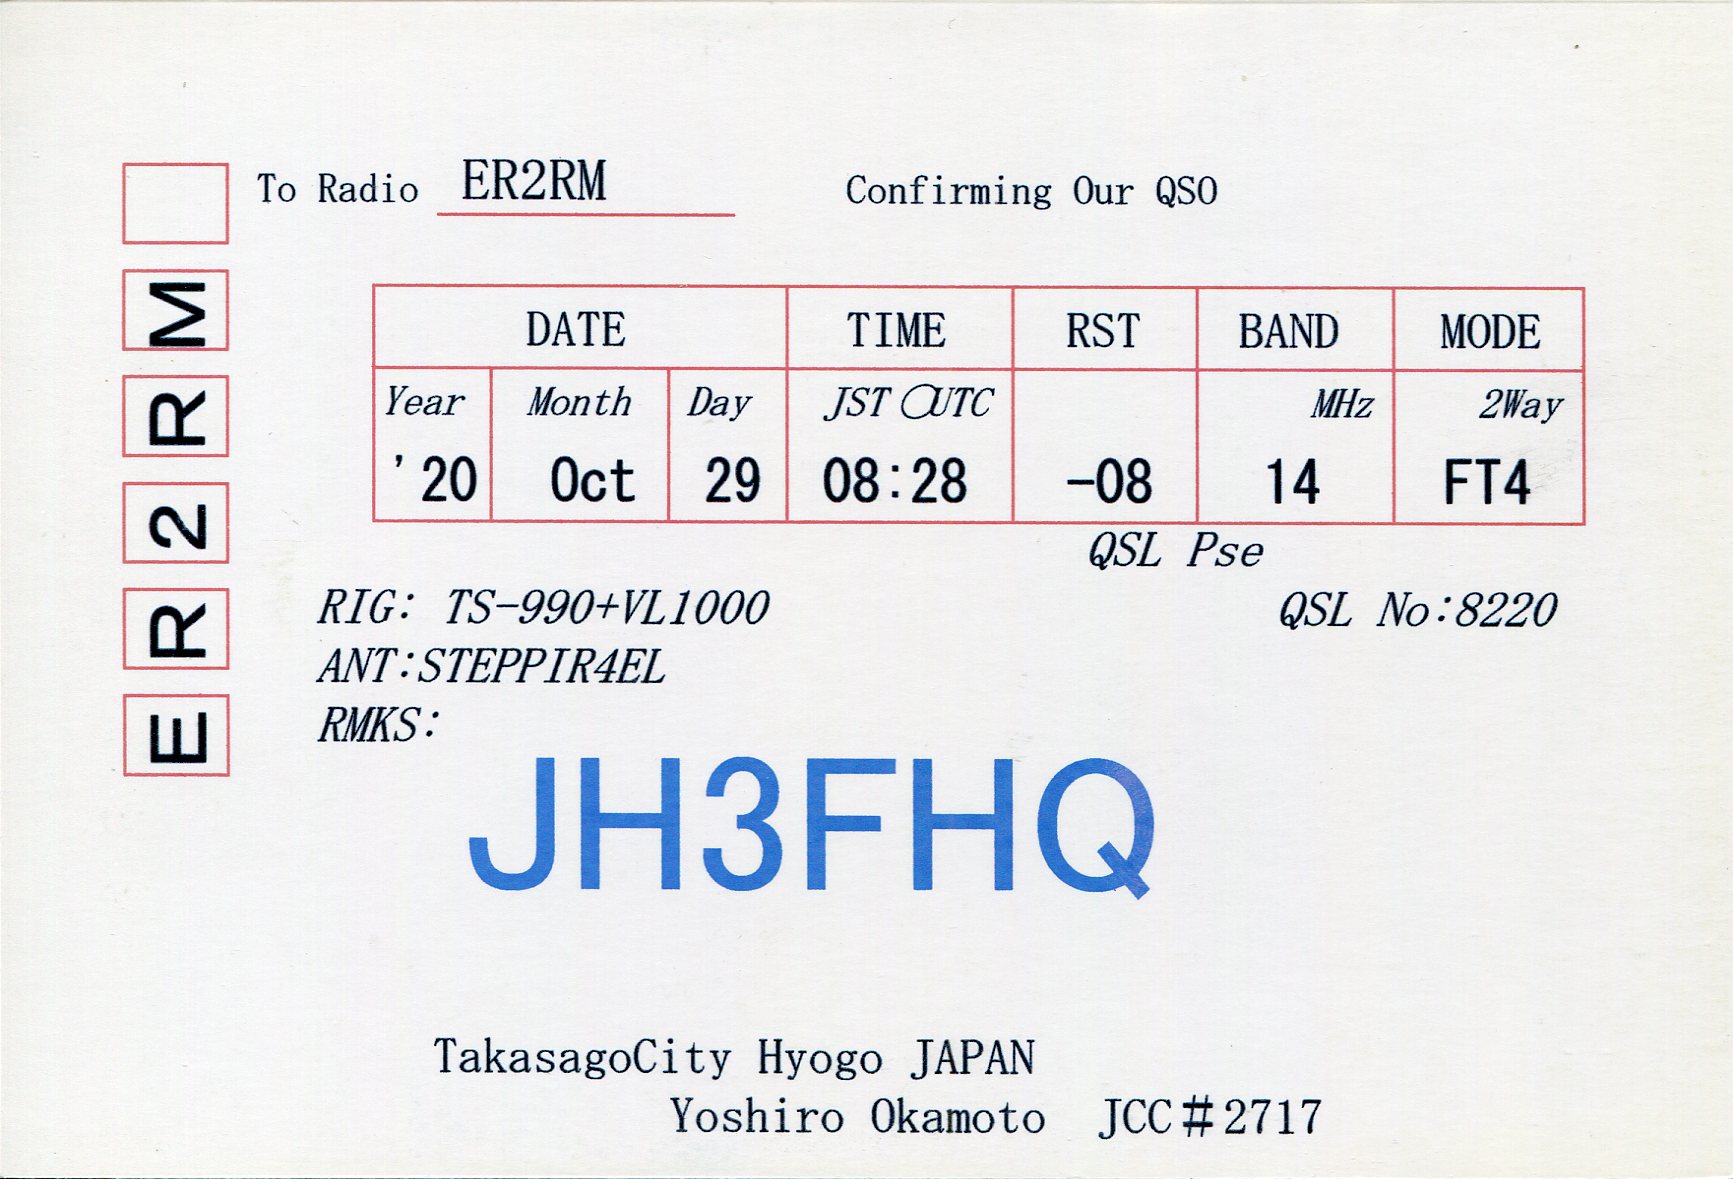 To Radio ER2RM Confirming Our QSO
DATE TIME RST BAND MODE
Year Month Day JST UTC MHz 2Way
'20 Oct 29 08:28 -08 14 FT4
QSL Pse
RIG: TS-990+VL1000 QSL No:8220
ANT:STEPPIR4EL
RMKS:
ER2RM
JH3FHQ
TakasagoCity Hyogo JAPAN
Yoshiro Okamoto JCC#2717